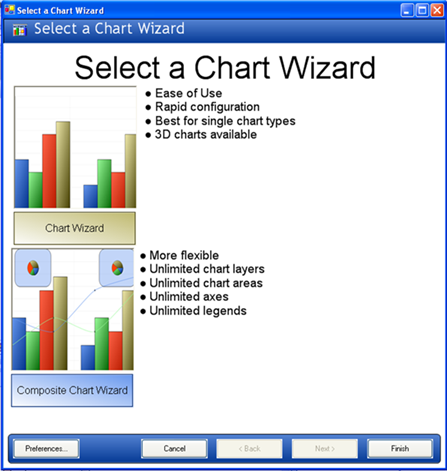 Select a Chart Wizard
Select a Chart Wizard
Select a Chart Wizard
● Ease of Use
● Rapid configuration
● Best for single chart types
● 3D charts available
Chart Wizard
● More flexible
● Unlimited chart layers
● Unlimited chart areas
● Unlimited axes
● Unlimited legends
Composite Chart Wizard
Preferences... Cancel < Back Next > Finish